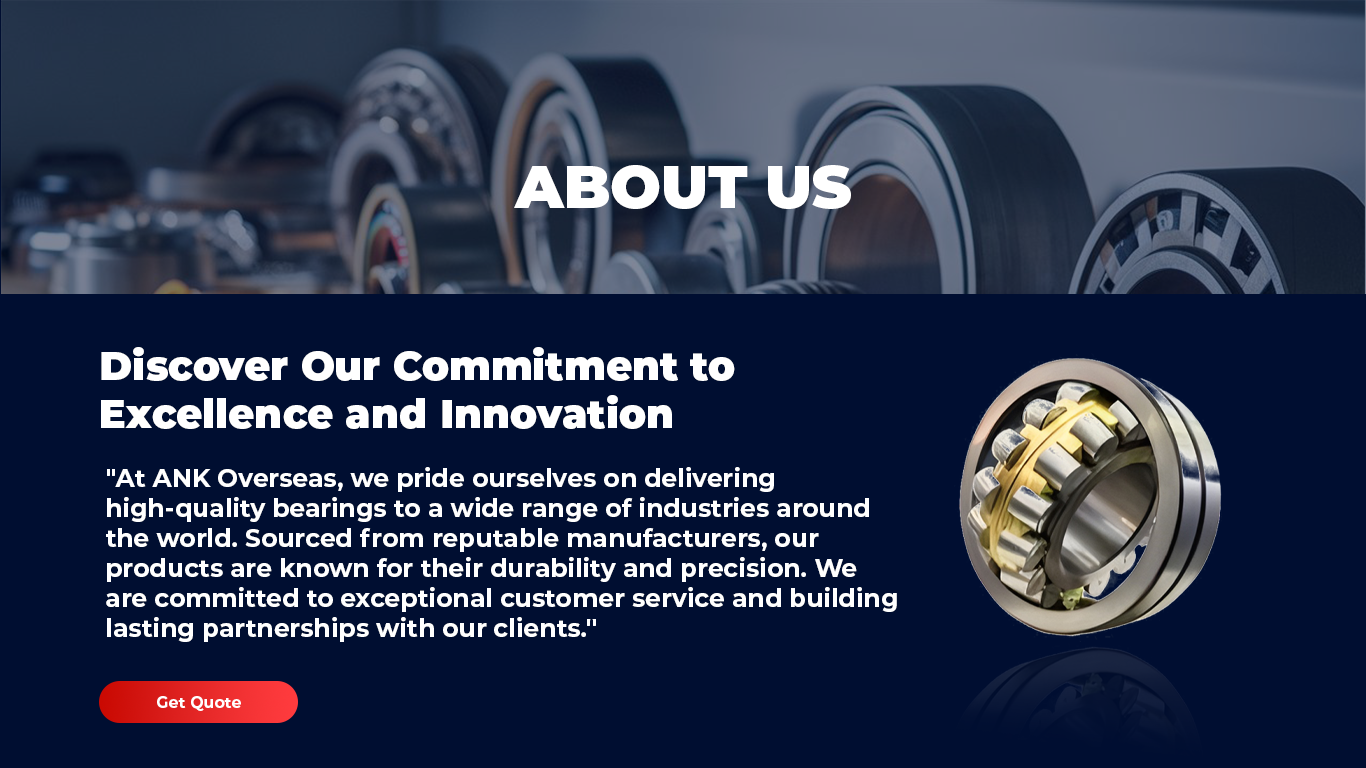 ABOUT US
Discover Our Commitment to
Excellence and Innovation
"At ANK Overseas, we pride ourselves on delivering
high-quality bearings to a wide range of industries around
the world. Sourced from reputable manufacturers, our
products are known for their durability and precision. We
are committed to exceptional customer service and building
lasting partnerships with our clients."
Get Quote